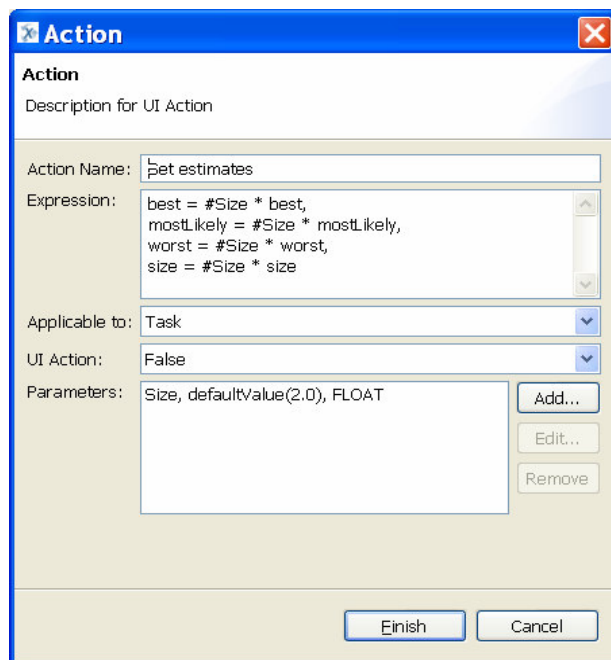 Action
Action
Description for UI Action
Action Name: Set estimates
Expression: best = #Size * best,
mostLikely = #Size * mostLikely,
worst = #Size * worst,
size = #Size * size
Applicable to: Task
UI Action: False
Parameters: Size, defaultValue(2.0), FLOAT
Add...
Edit...
Remove
Finish
Cancel